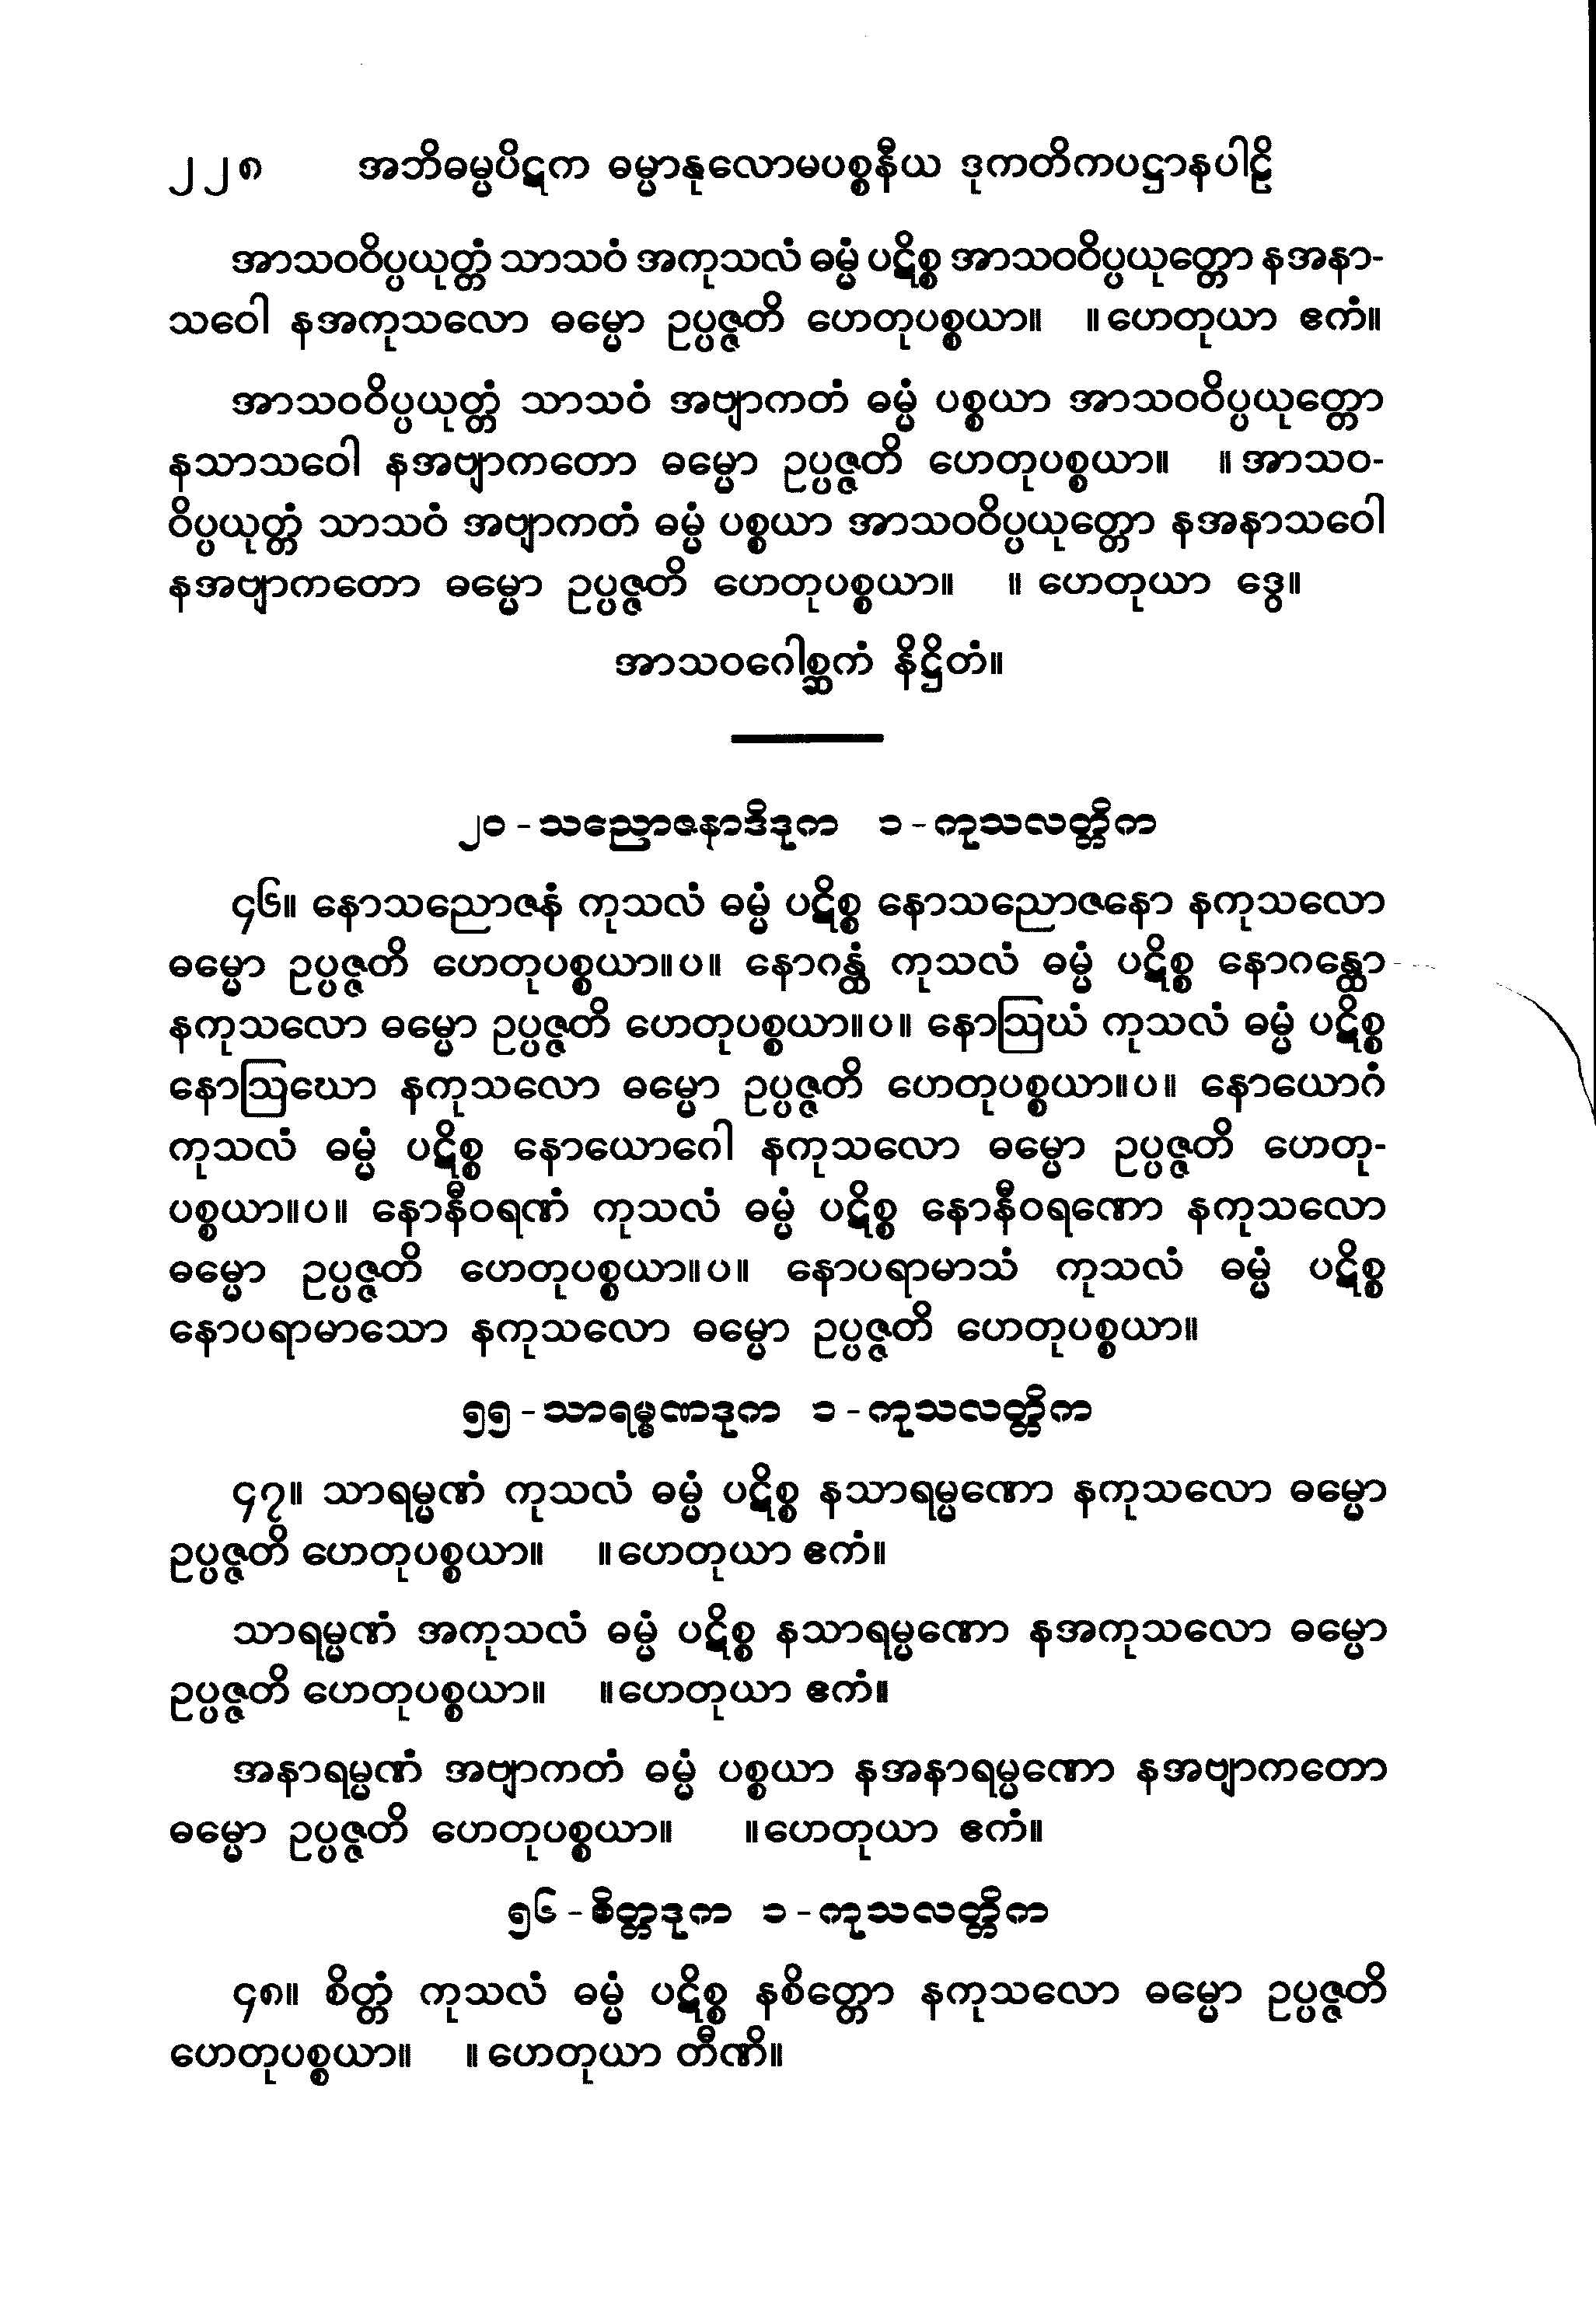 ၂၂၈ အဘိဓမ္မပိဋက ဓမ္မာနုလောမပစ္စနီယ ဒုကတိကပဋ္ဌာနပါဠိ
အာသဝဝိပ္ပယုတ္တံ သာသဝံ အကုသလံ ဓမ္မံ ပဋိစ္စ အာသဝဝိပ္ပယုတ္တော နအနာ-
သဝေါ နအကုသလော ဓမ္မော ဥပ္ပဇ္ဇတိ ဟေတုပစ္စယာ။ ။ဟေတုယာ ဧကံ။
အာသဝဝိပ္ပယုတ္တံ သာသဝံ အဗျာကတံ ဓမ္မံ ပစ္စယာ အာသဝဝိပ္ပယုတ္တော
နသာသဝေါ နအဗျာကတော ဓမ္မော ဥပ္ပဇ္ဇတိ ဟေတုပစ္စယာ။ ။အာသဝ-
ဝိပ္ပယုတ္တံ သာသဝံ အဗျာကတံ ဓမ္မံ ပစ္စယာ အာသဝဝိပ္ပယုတ္တော နအနာသဝေါ
နအဗျာကတော ဓမ္မော ဥပ္ပဇ္ဇတိ ဟေတုပစ္စယာ။ ။ ဟေတုယာ ဒွေ။
အာသဝဂေါစ္ဆကံ နိဋ္ဌိတံ။
၂၀-သညောဇနာဒိဒုက ၁-ကုသလတ္တိက
၄၆။ နောသညောဇနံ ကုသလံ ဓမ္မံ ပဋိစ္စ နောသညောဇနော နကုသလော
ဓမ္မော ဥပ္ပဇ္ဇတိ ဟေတုပစ္စယာ။ပ။ နောဂန္ထံ ကုသလံ ဓမ္မံ ပဋိစ္စ နောဂန္ထော
နကုသလော ဓမ္မော ဥပ္ပဇ္ဇတိ ဟေတုပစ္စယာ။ပ။ နောဩဃံ ကုသလံ ဓမ္မံ ပဋိစ္စ
နောဩဃော နကုသလော ဓမ္မော ဥပ္ပဇ္ဇတိ ဟေတုပစ္စယာ။ပ။ နောယောဂံ
ကုသလံ ဓမ္မံ ပဋိစ္စ နောယောဂေါ နကုသလော ဓမ္မော ဥပ္ပဇ္ဇတိ ဟေတု-
ပစ္စယာ။ပ။ နောနီဝရဏံ ကုသလံ ဓမ္မံ ပဋိစ္စ နောနီဝရဏော နကုသလော
ဓမ္မော ဥပ္ပဇ္ဇတိ ဟေတုပစ္စယာ။ပ။ နောပရာမာသံ ကုသလံ ဓမ္မံ ပဋိစ္စ
နောပရာမာသော နကုသလော ဓမ္မော ဥပ္ပဇ္ဇတိ ဟေတုပစ္စယာ။
၅၅-သာရမ္မဏဒုက ၁-ကုသလတ္တိက
၄၇။ သာရမ္မဏံ ကုသလံ ဓမ္မံ ပဋိစ္စ နသာရမ္မဏော နကုသလော ဓမ္မော
ဥပ္ပဇ္ဇတိ ဟေတုပစ္စယာ။ ။ဟေတုယာ ဧကံ။
သာရမ္မဏံ အကုသလံ ဓမ္မံ ပဋိစ္စ နသာရမ္မဏော နအကုသလော ဓမ္မော
ဥပ္ပဇ္ဇတိ ဟေတုပစ္စယာ။ ။ဟေတုယာ ဧကံ။
အနာရမ္မဏံ အဗျာကတံ ဓမ္မံ ပစ္စယာ နအနာရမ္မဏော နအဗျာကတော
ဓမ္မော ဥပ္ပဇ္ဇတိ ဟေတုပစ္စယာ။ ။ဟေတုယာ ဧကံ။
၅၆-စိတ္တဒုက ၁-ကုသလတ္တိက
၄၈။ စိတ္တံ ကုသလံ ဓမ္မံ ပဋိစ္စ နစိတ္တော နကုသလော ဓမ္မော ဥပ္ပဇ္ဇတိ
ဟေတုပစ္စယာ။ ။ ဟေတုယာ တီဏိ။